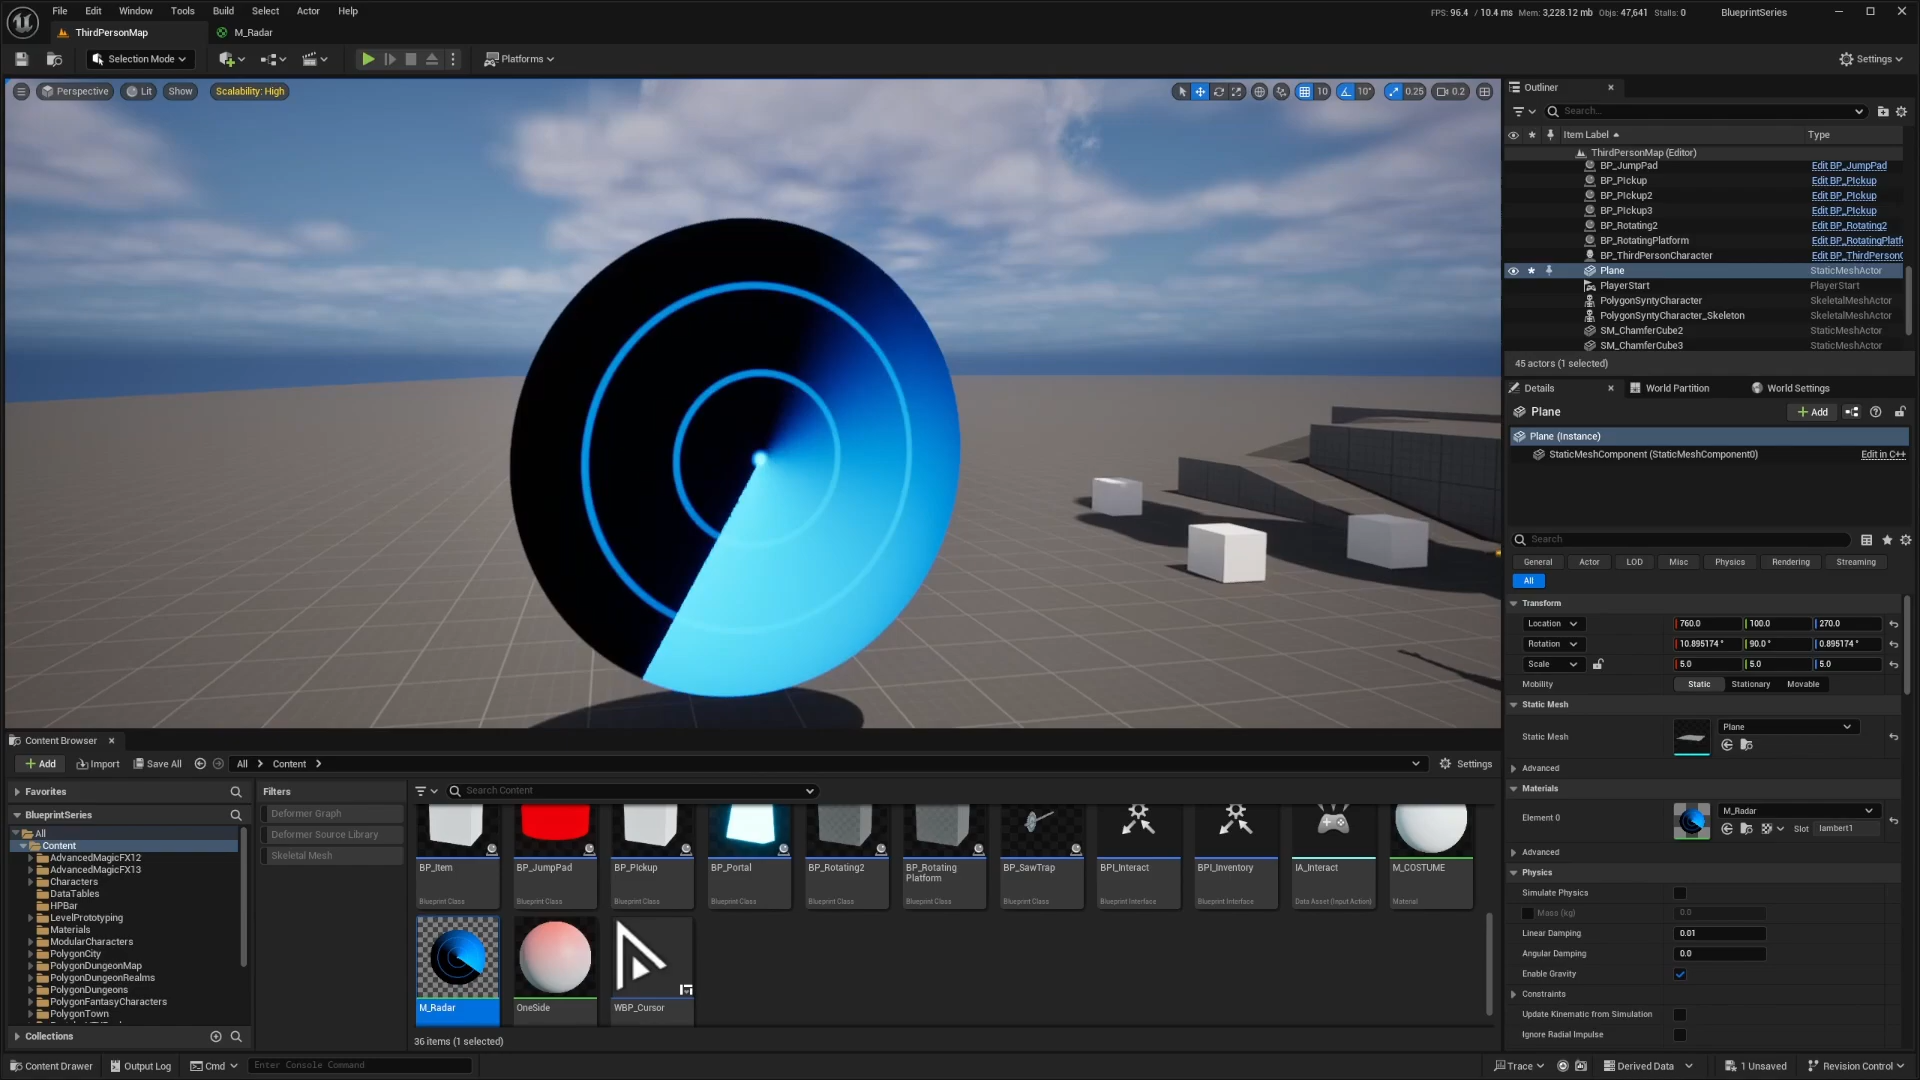 File Edit Window Tools Build Select Actor Help
FPS: 96.4 / 10.4 ms Mem: 3,228.12 mb Objs: 47,641 Stalls: 0 BlueprintSeries
ThirdPersonMap M_Radar
Selection Mode Platforms Settings
Perspective Lit Show Scalability: High 10 10° 0.25 0.2
Outliner
Search...
Item Label Type
ThirdPersonMap (Editor)
BP_JumpPad Edit BP_JumpPad
BP_PIckup Edit BP_PIckup
BP_PIckup2 Edit BP_PIckup
BP_PIckup3 Edit BP_PIckup
BP_Rotating2 Edit BP_Rotating2
BP_RotatingPlatform Edit BP_RotatingPlatf
BP_ThirdPersonCharacter Edit BP_ThirdPersonC
Plane StaticMeshActor
PlayerStart PlayerStart
PolygonSyntyCharacter SkeletalMeshActor
PolygonSyntyCharacter_Skeleton SkeletalMeshActor
SM_ChamferCube2 StaticMeshActor
SM_ChamferCube3 StaticMeshActor
45 actors (1 selected)
Details World Partition World Settings
Plane Add
Plane (Instance)
StaticMeshComponent (StaticMeshComponent0) Edit in C++
Search
General Actor LOD Misc Physics Rendering Streaming
All
Transform
Location 760.0 100.0 270.0
Rotation 10.895174 ° 90.0 ° 0.895174 °
Scale 5.0 5.0 5.0
Mobility Static Stationary Movable
Static Mesh
Static Mesh Plane
Advanced
Materials
Element 0 M_Radar
Slot lambert1
Advanced
Physics
Simulate Physics
Mass (kg) 0.0
Linear Damping 0.01
Angular Damping 0.0
Enable Gravity
Constraints
Update Kinematic from Simulation
Ignore Radial Impulse
Content Browser
Add Import Save All All Content Settings
Favorites
BlueprintSeries
All
Content
AdvancedMagicFX12
AdvancedMagicFX13
Characters
DataTables
HPBar
LevelPrototyping
Materials
ModularCharacters
PolygonCity
PolygonDungeonMap
PolygonDungeonRealms
PolygonDungeons
PolygonFantasyCharacters
PolygonTown
Collections
Filters
Deformer Graph
Deformer Source Library
Skeletal Mesh
Search Content
BP_Item BP_JumpPad BP_PIckup BP_Portal BP_Rotating2 BP_Rotating Platform BP_SawTrap BPI_Interact BPI_Inventory IA_Interact M_COSTUME
Blueprint Class Blueprint Class Blueprint Class Blueprint Class Blueprint Class Blueprint Class Blueprint Class Blueprint Interface Blueprint Interface Data Asset (Input Action) Material
M_Radar OneSide WBP_Cursor
36 items (1 selected)
Content Drawer Output Log Cmd Enter Console Command Trace Derived Data 1 Unsaved Revision Control